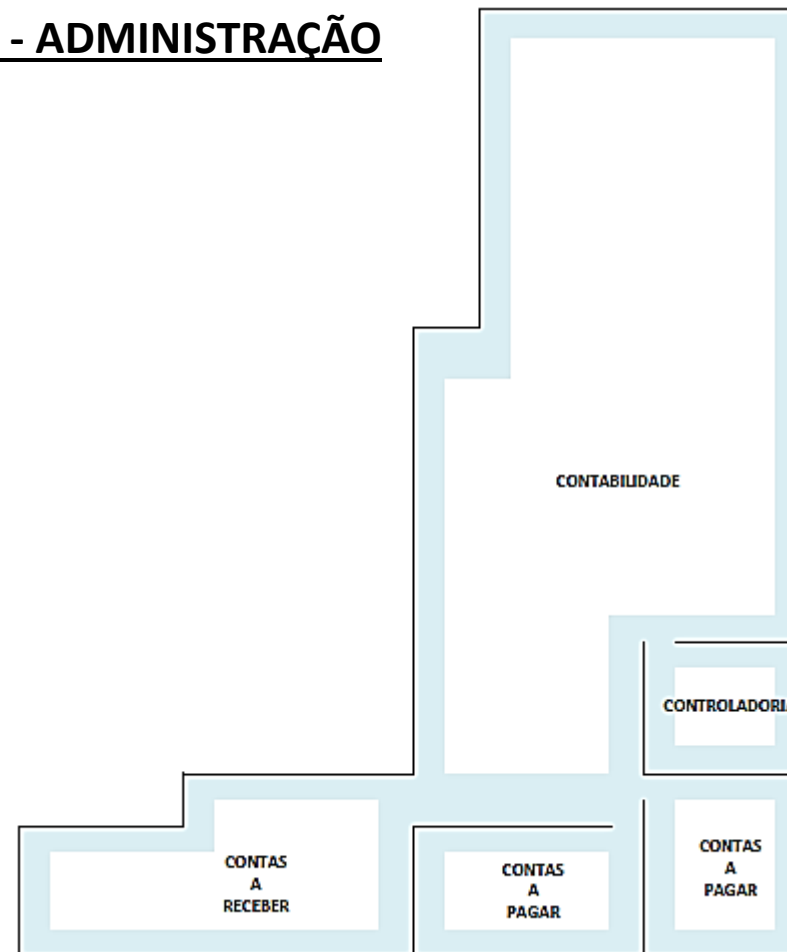 - ADMINISTRAÇÃO
CONTABILIDADE
CONTROLADORI
CONTAS
A
RECEBER
CONTAS
A
PAGAR
CONTAS
A
PAGAR